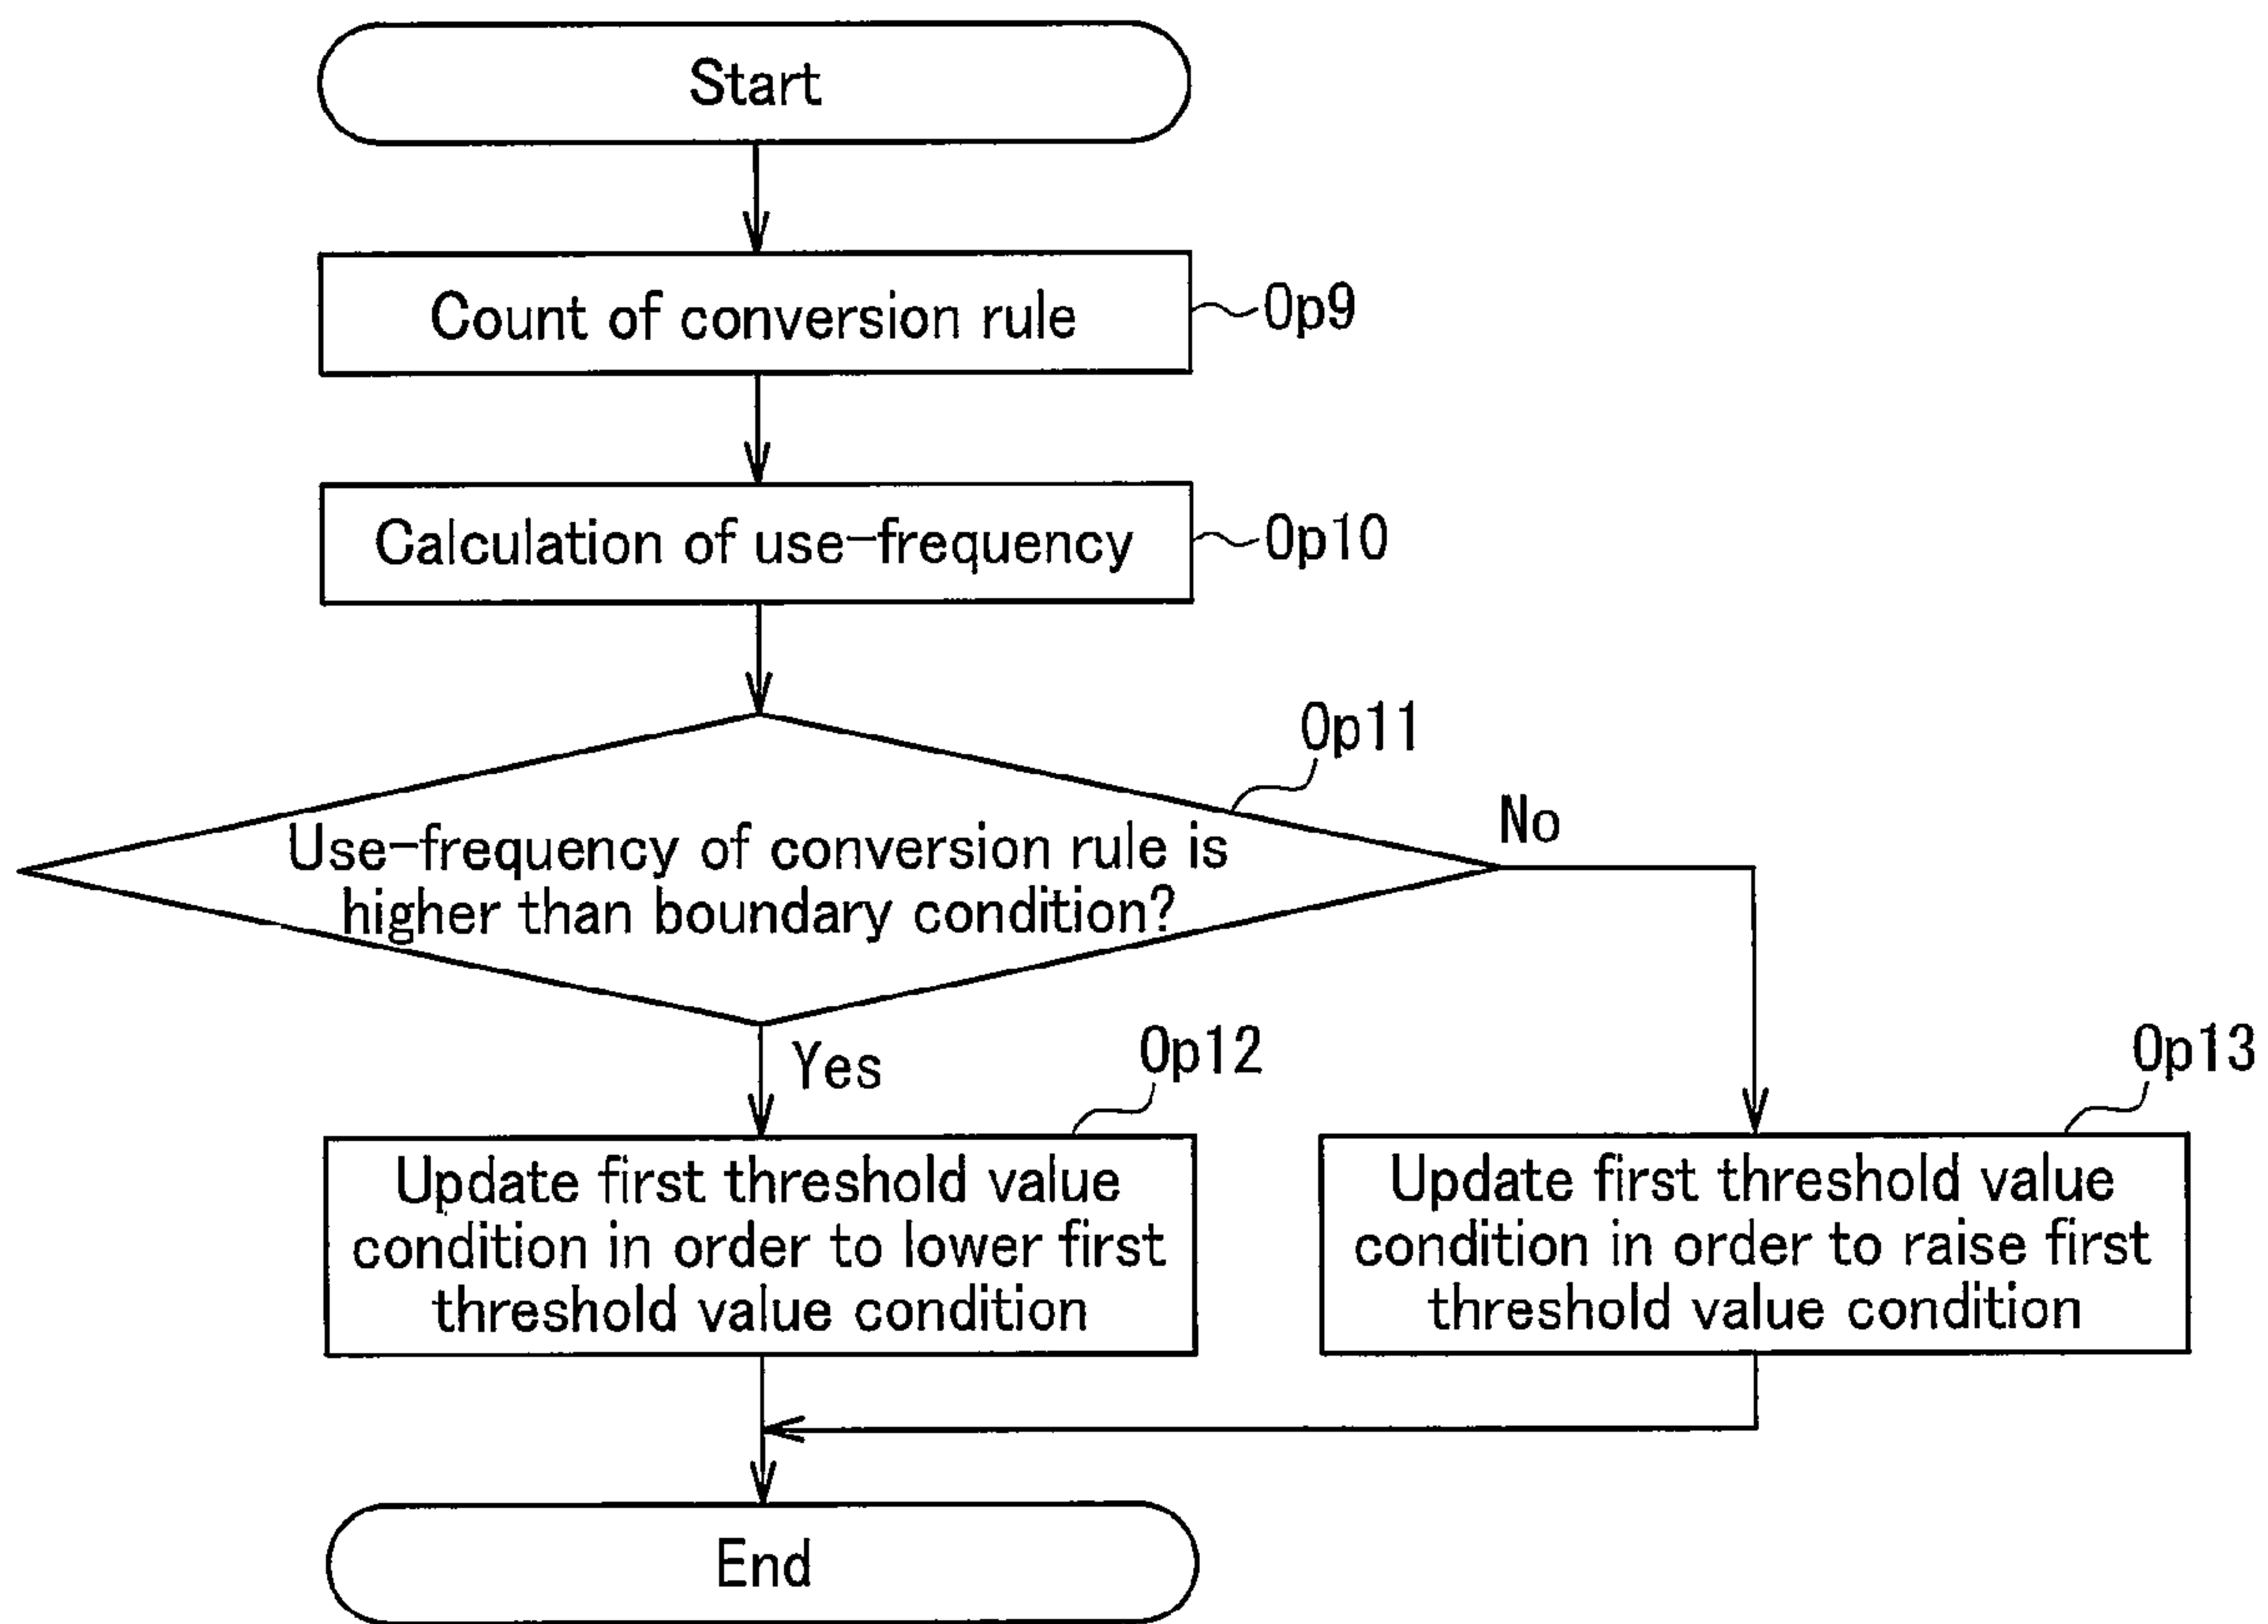 Start
Count of conversion rule
Op9
Calculation of use-frequency
Op10
Op11
Use-frequency of conversion rule is
higher than boundary condition?
No
Yes
Op12
Op13
Update first threshold value
condition in order to lower first
threshold value condition
Update first threshold value
condition in order to raise first
threshold value condition
End